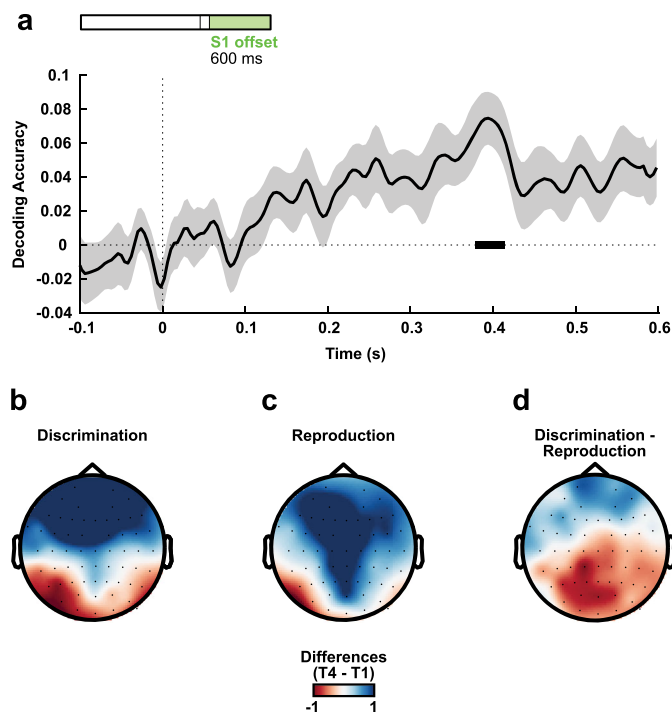 a
S1 offset
600 ms
0.1
0.08
0.06
0.04
0.02
0
-0.02
-0.04
Decoding Accuracy
-0.1 0 0.1 0.2 0.3 0.4 0.5 0.6
Time (s)
b c d
Discrimination Reproduction Discrimination -
Reproduction
Differences
(T4 - T1)
-1 1